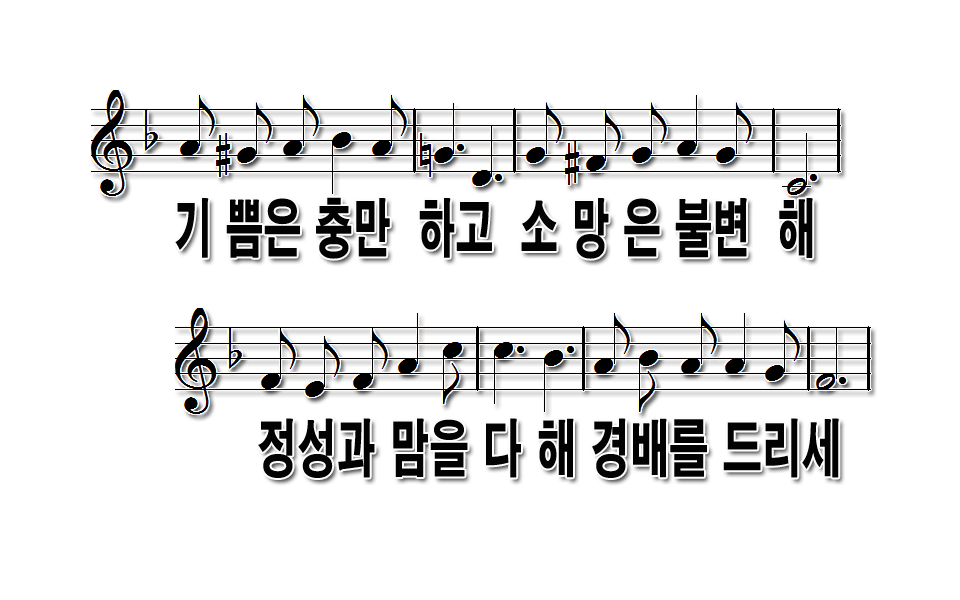 기 쁨은 충만 하고 소 망 은 불변 해
정성과 맘을 다 해 경배를 드리세